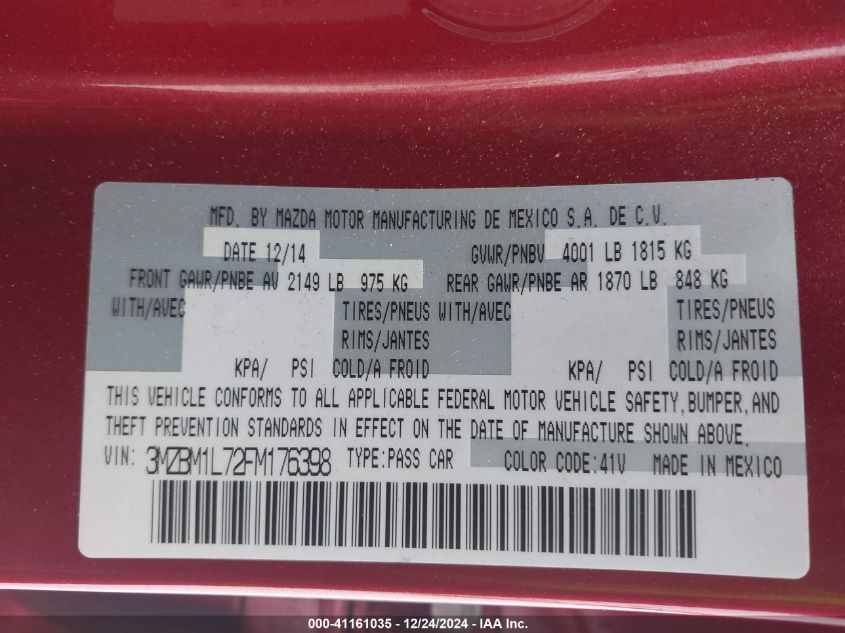 MFD. BY MAZDA MOTOR MANUFACTURING DE MEXICO S.A. DE C.V.
DATE 12/14 GVWR/PNBV 4001 LB 1815 KG
FRONT GAWR/PNBE AV 2149 LB 975 KG REAR GAWR/PNBE AR 1870 LB 848 KG
WITH/AVEC TIRES/PNEUS WITH/AVEC TIRES/PNEUS
RIMS/JANTES RIMS/JANTES
KPA/ PSI COLD/A FROID KPA/ PSI COLD/A FROID
THIS VEHICLE CONFORMS TO ALL APPLICABLE FEDERAL MOTOR VEHICLE SAFETY, BUMPER, AND
THEFT PREVENTION STANDARDS IN EFFECT ON THE DATE OF MANUFACTURE SHOWN ABOVE.
VIN: 3MZBM1L72FM176398 TYPE:PASS CAR COLOR CODE:41V MADE IN MEXICO
000-41161035 - 12/24/2024 - IAA Inc.